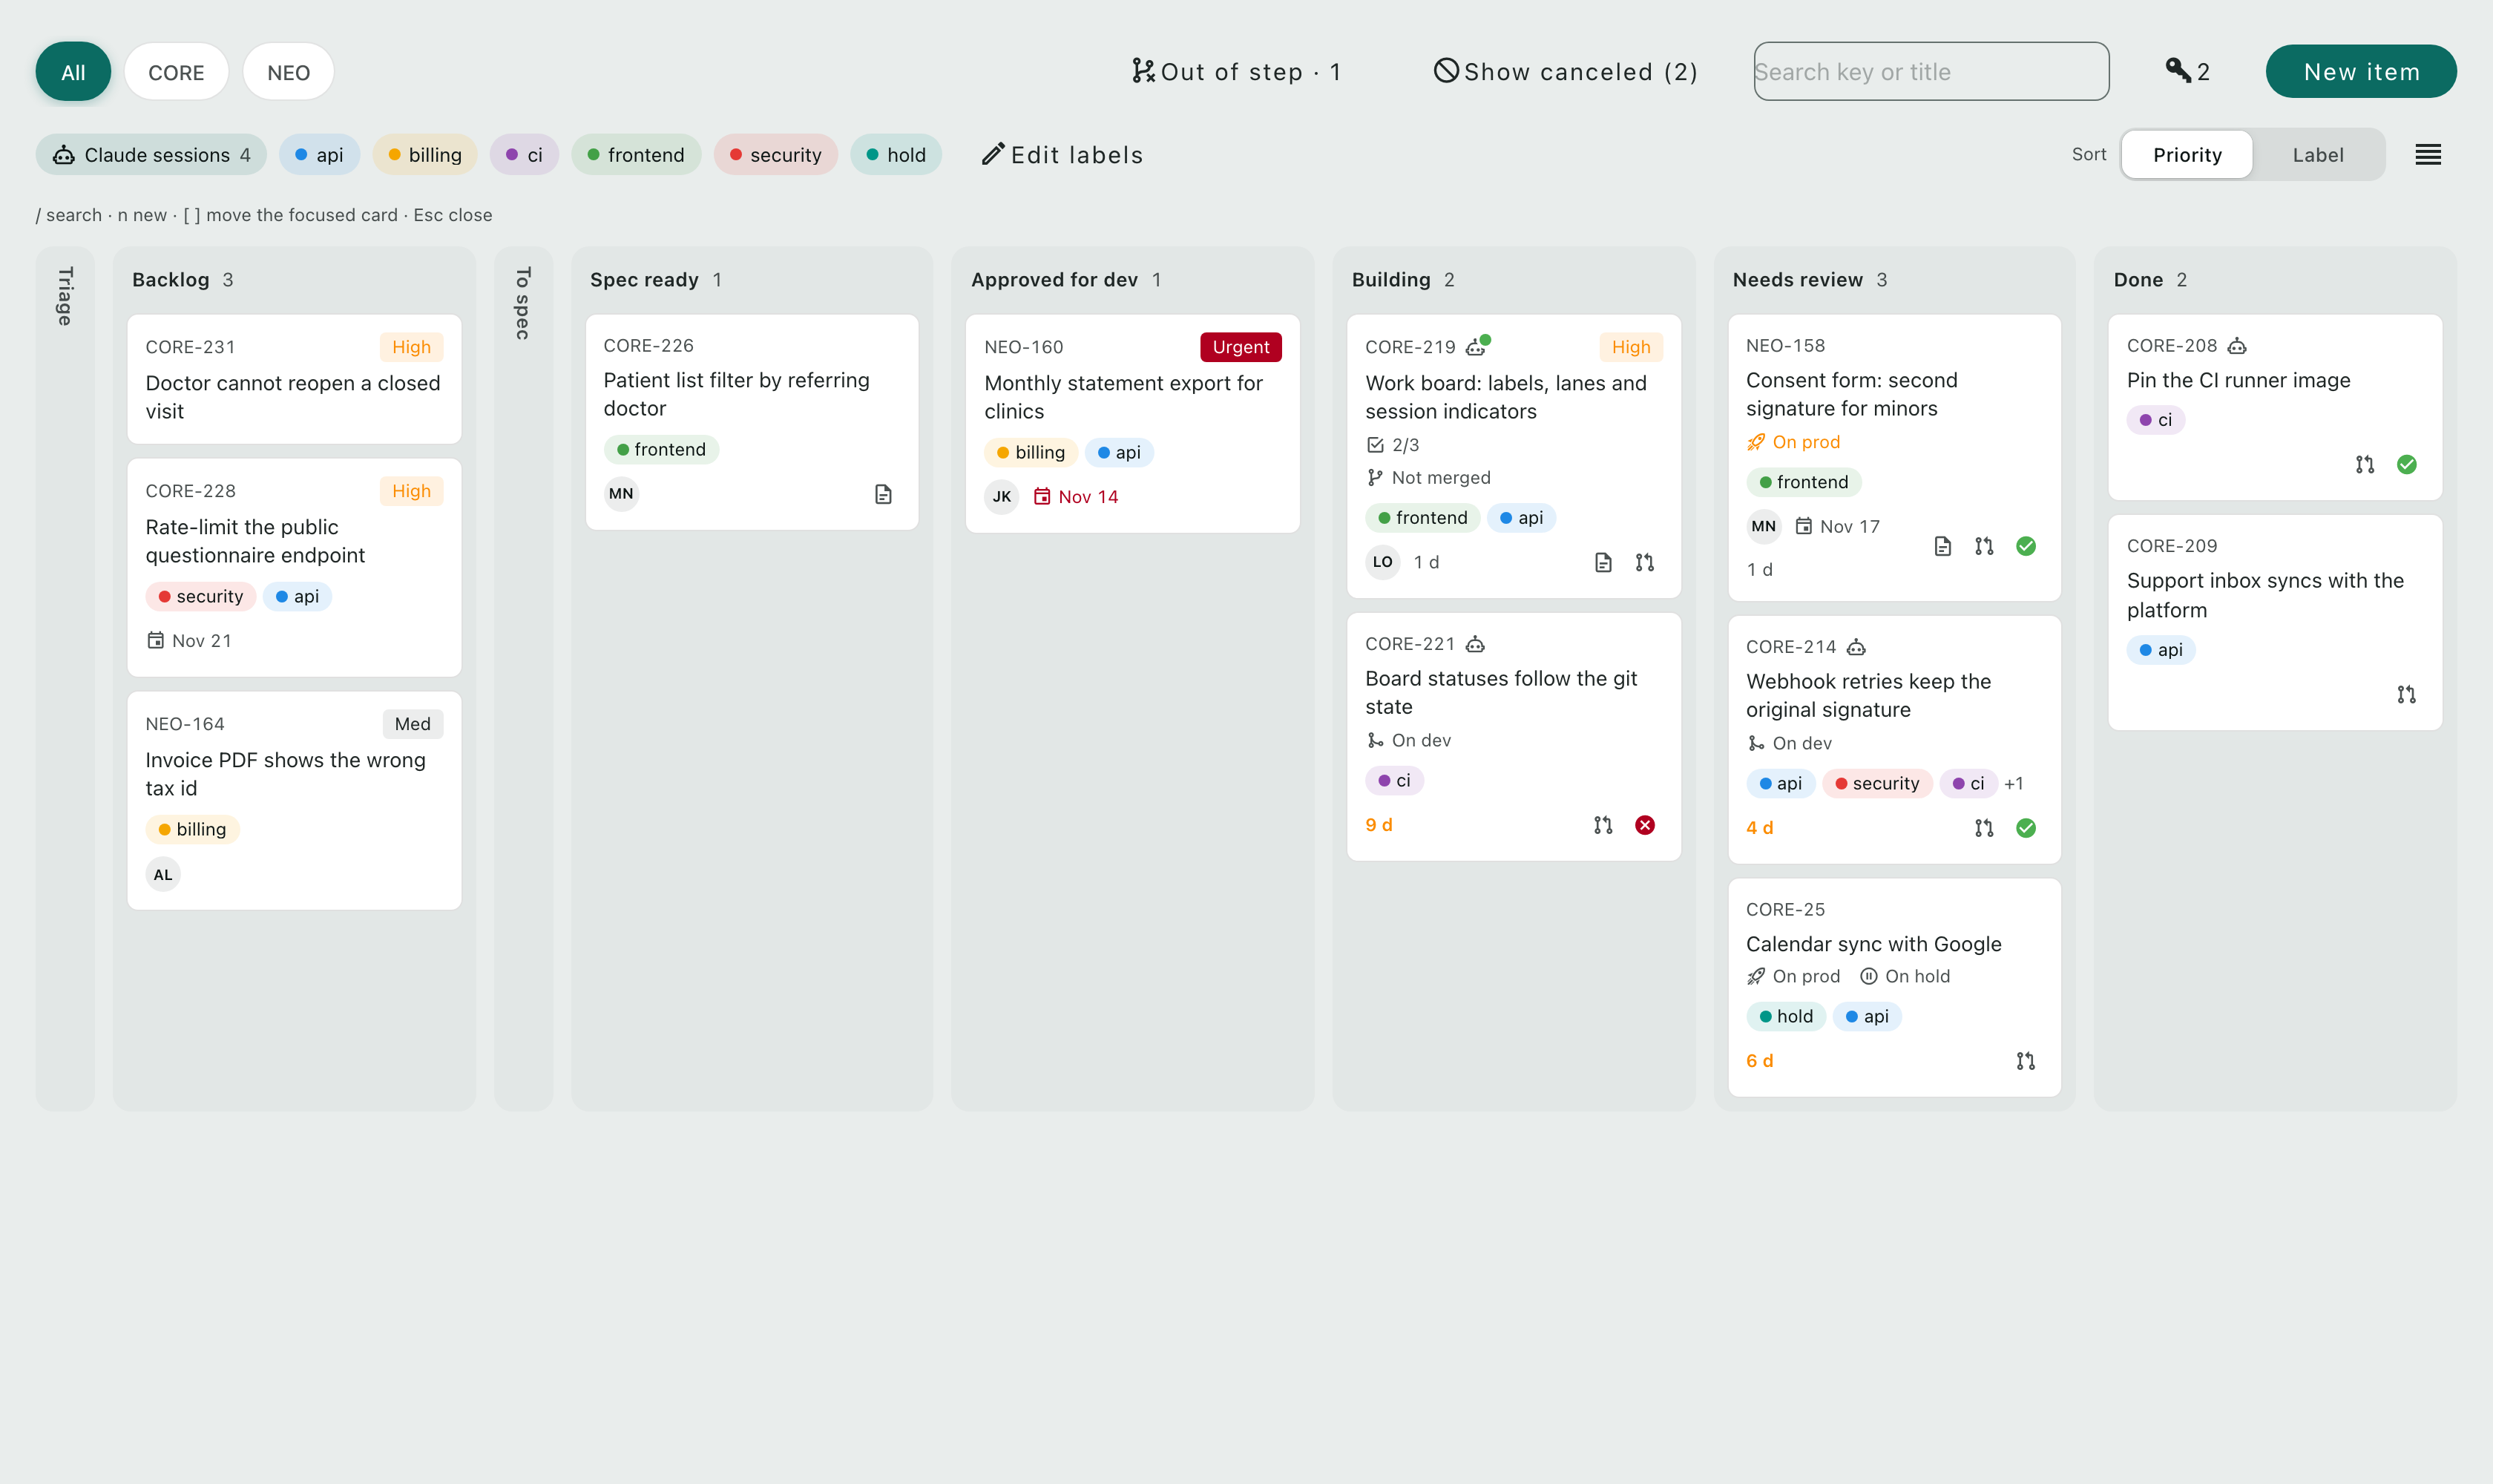 All
CORE
NEO
Out of step · 1
Show canceled (2)
Search key or title
2
New item
Claude sessions 4
api
billing
ci
frontend
security
hold
Edit labels
Sort
Priority
Label
/ search · n new · [ ] move the focused card · Esc close
Triage
Backlog 3
CORE-231
High
Doctor cannot reopen a closed
visit
CORE-228
High
Rate-limit the public
questionnaire endpoint
security
api
Nov 21
NEO-164
Med
Invoice PDF shows the wrong
tax id
billing
AL
To spec
Spec ready 1
CORE-226
Patient list filter by referring
doctor
frontend
MN
Approved for dev 1
NEO-160
Urgent
Monthly statement export for
clinics
billing
api
JK
Nov 14
Building 2
CORE-219
High
Work board: labels, lanes and
session indicators
2/3
Not merged
frontend
api
LO
1 d
CORE-221
Board statuses follow the git
state
On dev
ci
9 d
Needs review 3
NEO-158
Consent form: second
signature for minors
On prod
frontend
MN
Nov 17
1 d
CORE-214
Webhook retries keep the
original signature
On dev
api
security
ci
+1
4 d
CORE-25
Calendar sync with Google
On prod
On hold
hold
api
6 d
Done 2
CORE-208
Pin the CI runner image
ci
CORE-209
Support inbox syncs with the
platform
api